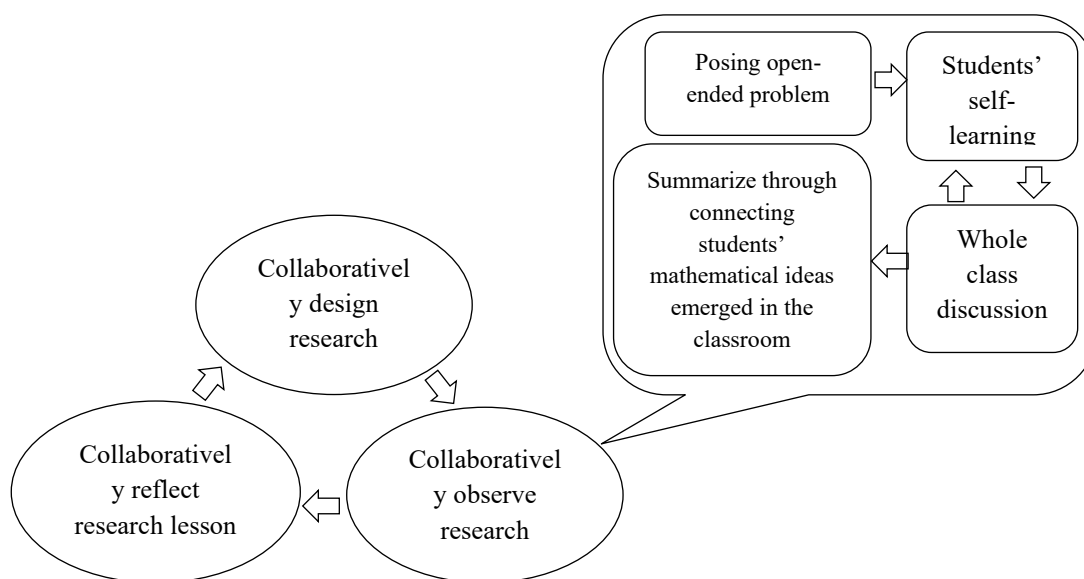 Posing open-
ended problem
Students’
self-
learning
Summarize through
connecting
students’
mathematical ideas
emerged in the
classroom
Whole
class
discussion
Collaborativel
y design
research
Collaborativel
y reflect
research lesson
Collaborativel
y observe
research